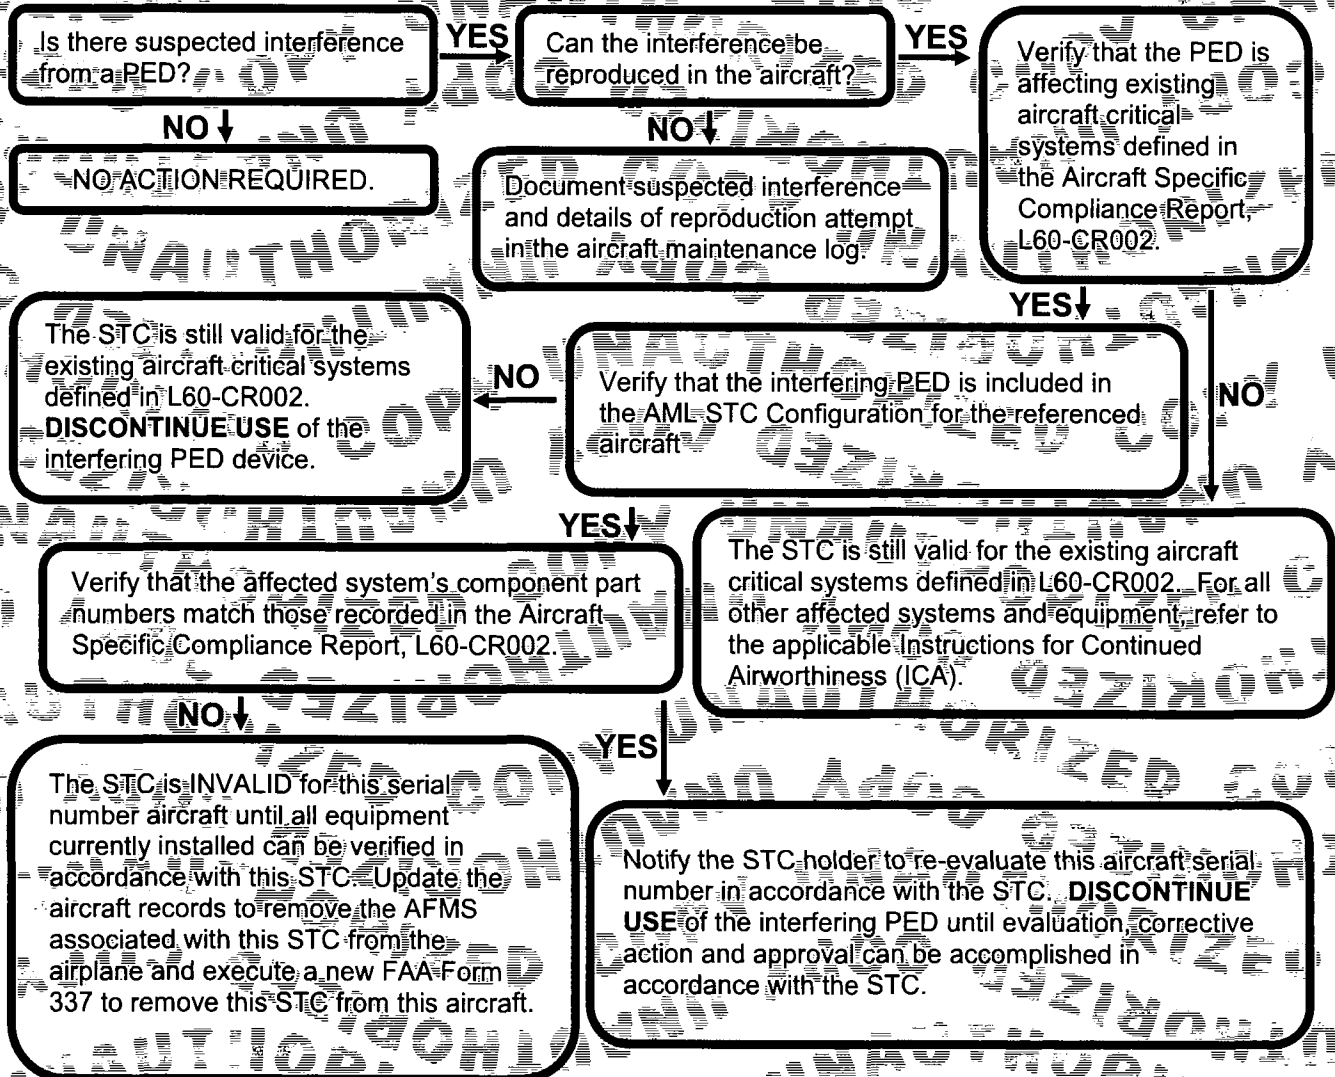 Is there suspected interference
from a PED?
YES
Can the interference be
reproduced in the aircraft?
YES
Verify that the PED is
affecting existing
aircraft critical
systems defined in
the Aircraft Specific
Compliance Report,
L60-CR002.
NO
NO
NO ACTION REQUIRED.
Document suspected interference
and details of reproduction attempt
in the aircraft maintenance log.
YES
NO
The STC is still valid for the
existing aircraft critical systems
defined in L60-CR002.
DISCONTINUE USE of the
interfering PED device.
NO
Verify that the interfering PED is included in
the AML STC Configuration for the referenced
aircraft
YES
Verify that the affected system's component part
numbers match those recorded in the Aircraft
Specific Compliance Report, L60-CR002.
The STC is still valid for the existing aircraft
critical systems defined in L60-CR002. For all
other affected systems and equipment, refer to
the applicable Instructions for Continued
Airworthiness (ICA).
NO
YES
The STC is INVALID for this serial
number aircraft until all equipment
currently installed can be verified in
accordance with this STC. Update the
aircraft records to remove the AFMS
associated with this STC from the
airplane and execute a new FAA Form
337 to remove this STC from this aircraft.
Notify the STC holder to re-evaluate this aircraft serial
number in accordance with the STC. DISCONTINUE
USE of the interfering PED until evaluation, corrective
action and approval can be accomplished in
accordance with the STC.